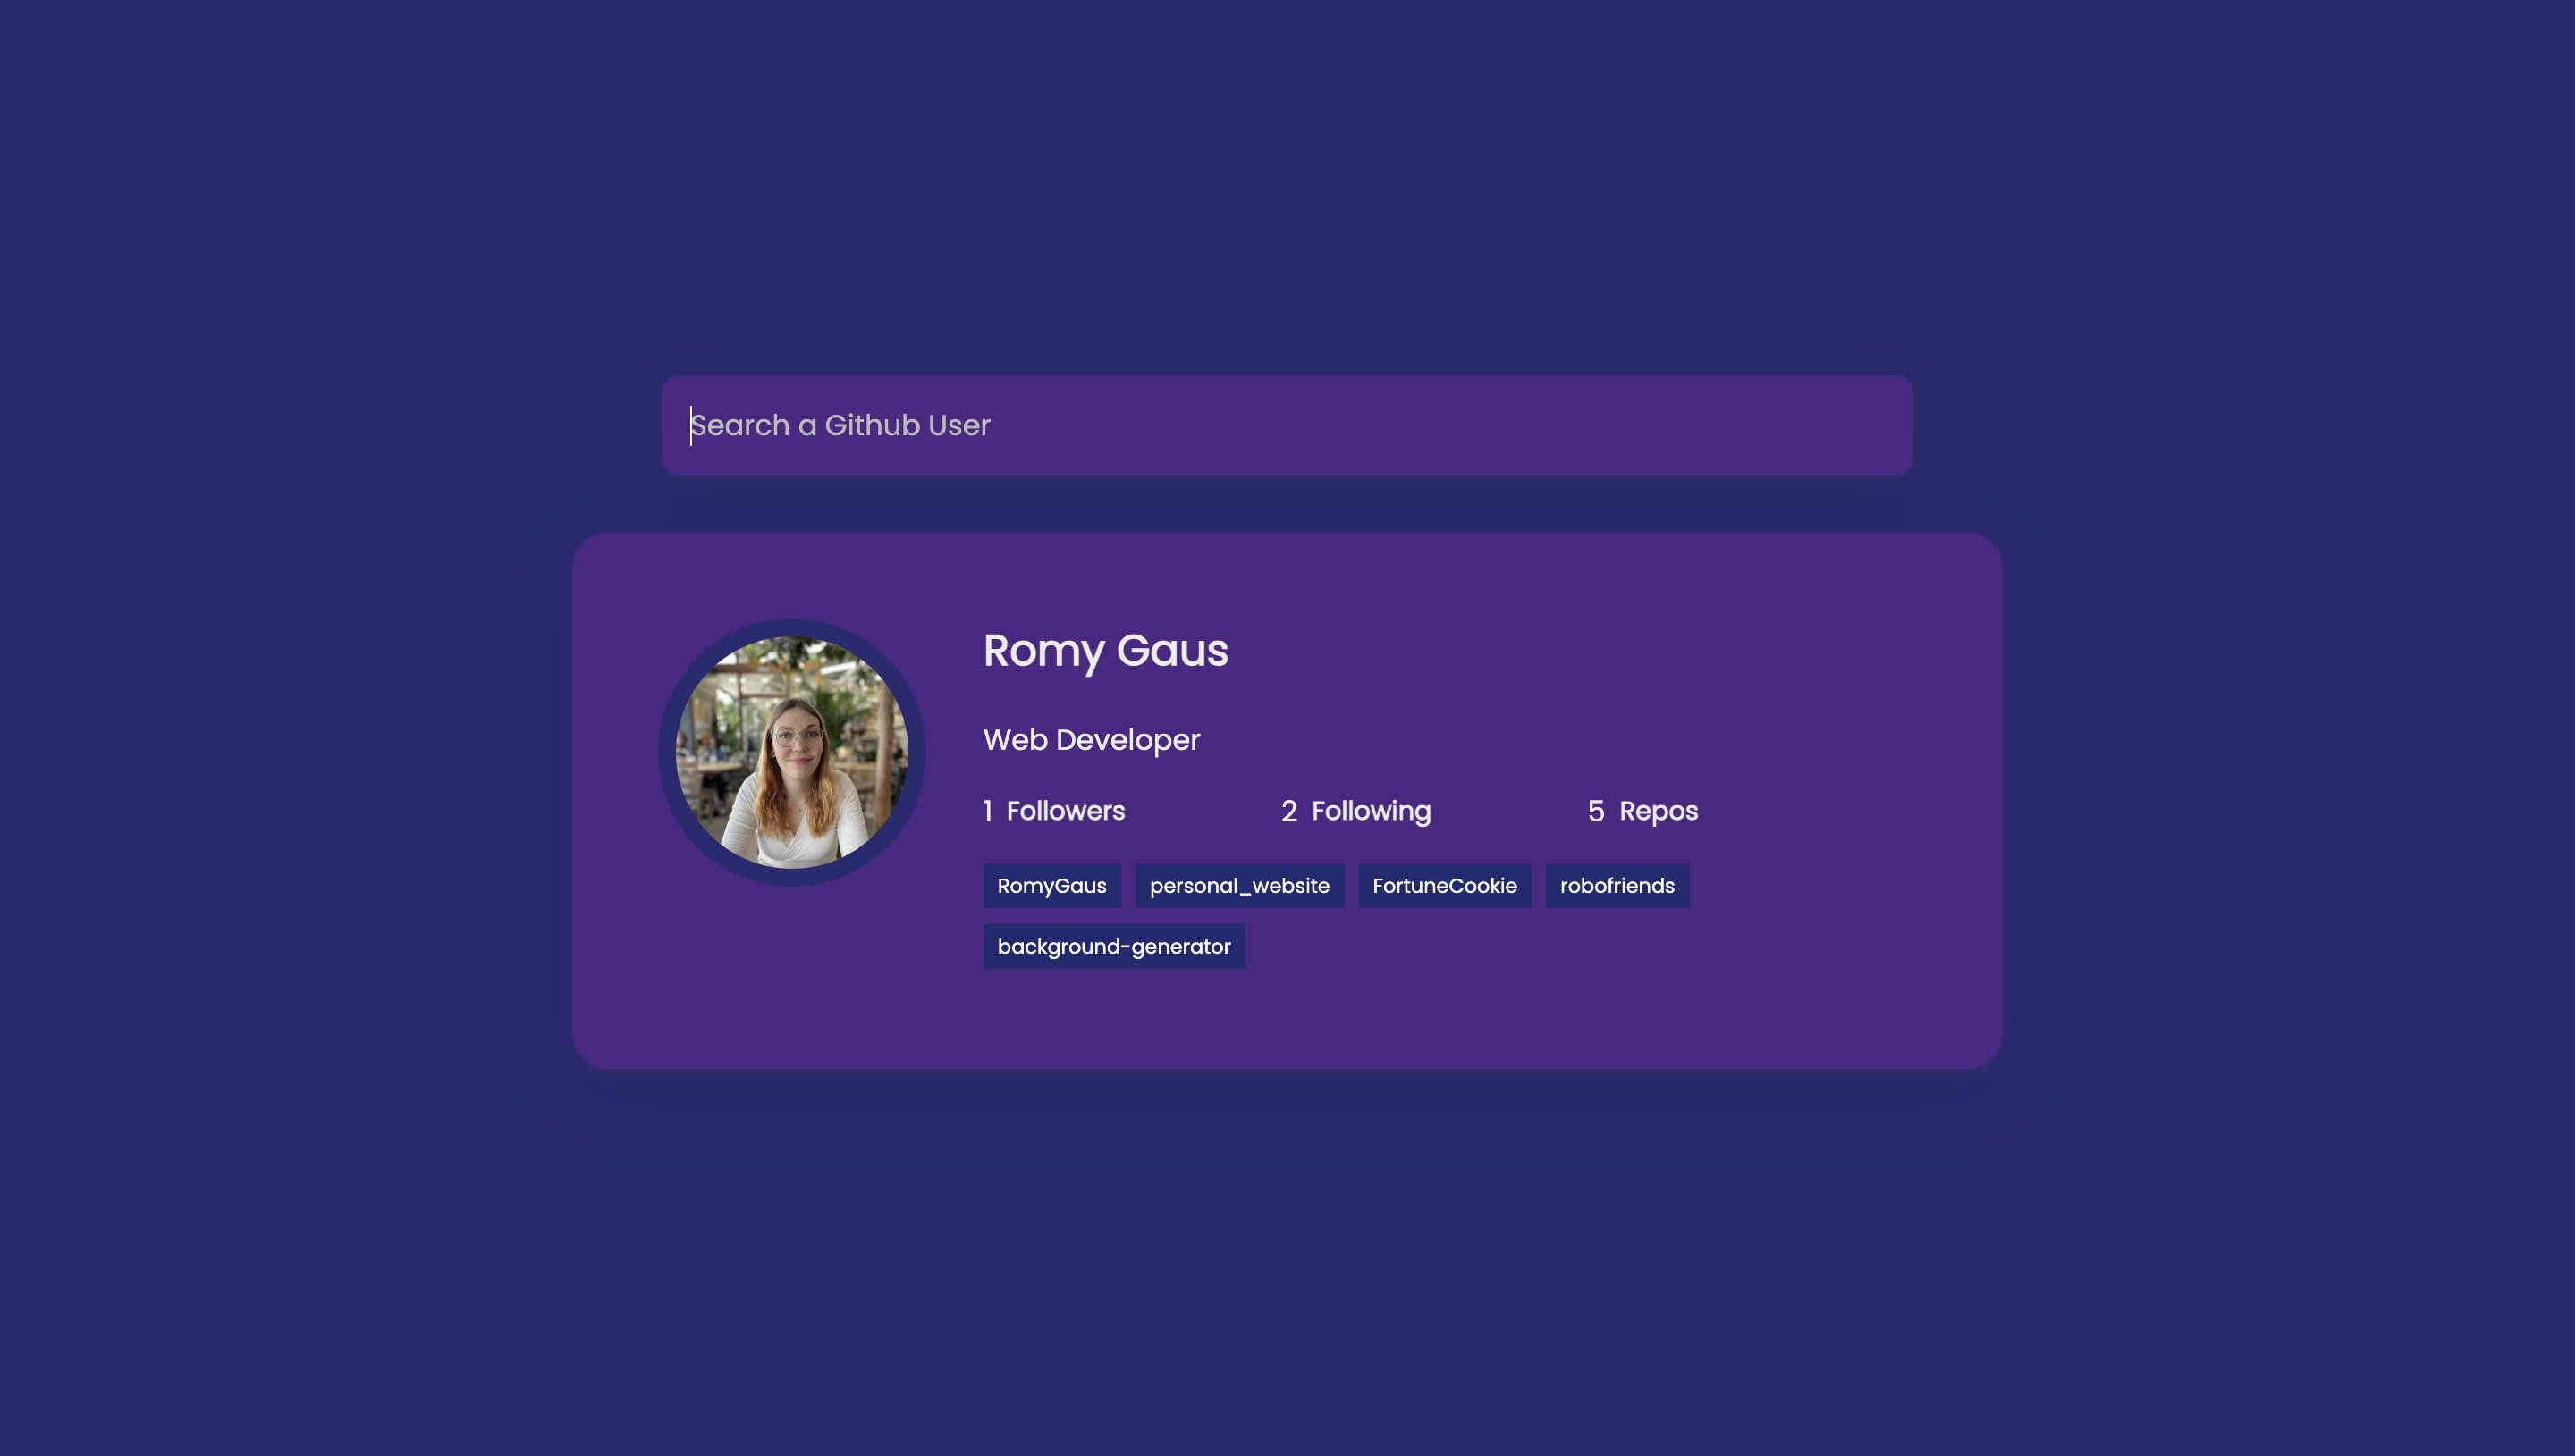 Search a Github User
Romy Gaus
Web Developer
1 Followers 2 Following 5 Repos
RomyGaus personal_website FortuneCookie robofriends
background-generator